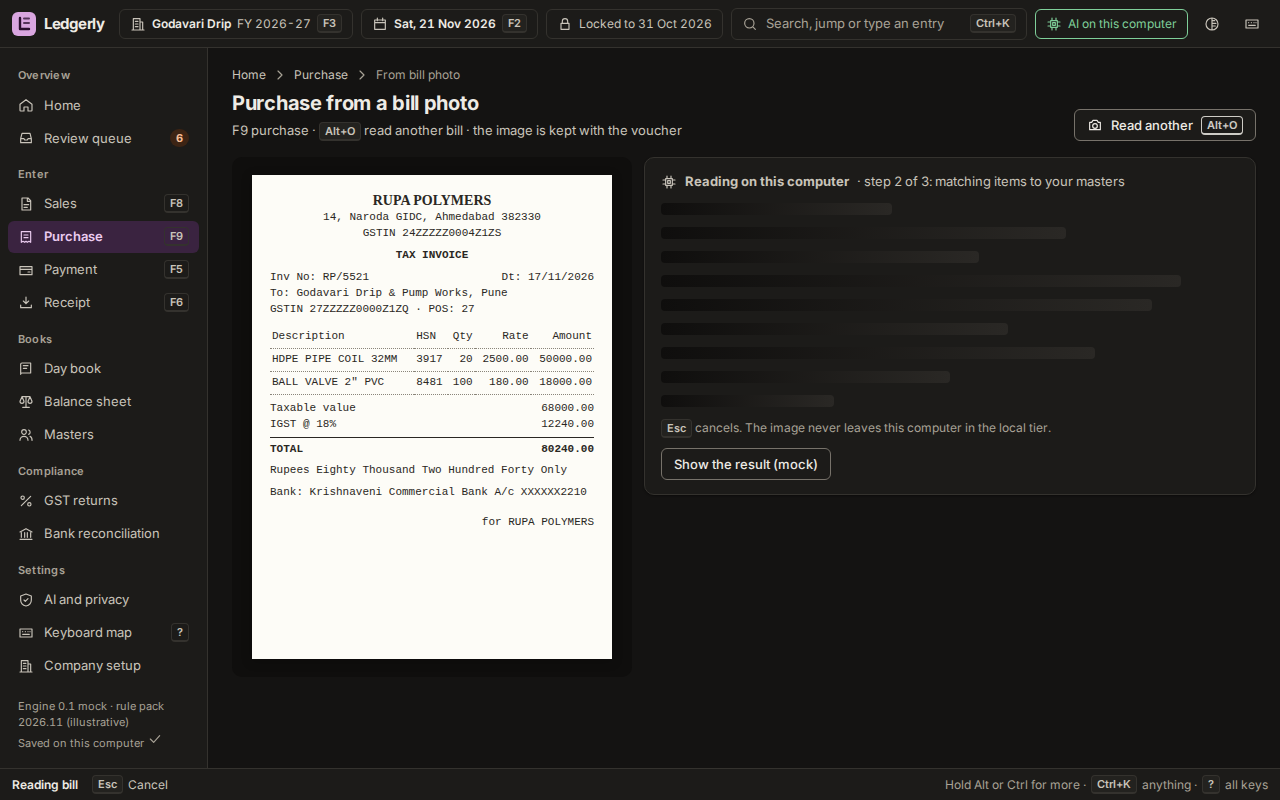 Ledgerly
Godavari Drip FY 2026-27 F3
Sat, 21 Nov 2026 F2
Locked to 31 Oct 2026
Search, jump or type an entry Ctrl+K
AI on this computer
Overview
Home
Review queue 6
Enter
Sales F8
Purchase F9
Payment F5
Receipt F6
Books
Day book
Balance sheet
Masters
Compliance
GST returns
Bank reconciliation
Settings
AI and privacy
Keyboard map ?
Company setup
Engine 0.1 mock · rule pack
2026.11 (illustrative)
Saved on this computer
Home > Purchase > From bill photo
Purchase from a bill photo
F9 purchase · Alt+O read another bill · the image is kept with the voucher
Read another Alt+O
RUPA POLYMERS
14, Naroda GIDC, Ahmedabad 382330
GSTIN 24ZZZZZ0004Z1ZS
TAX INVOICE
Inv No: RP/5521 Dt: 17/11/2026
To: Godavari Drip & Pump Works, Pune
GSTIN 27ZZZZZ0000Z1ZQ · POS: 27
Description HSN Qty Rate Amount
HDPE PIPE COIL 32MM 3917 20 2500.00 50000.00
BALL VALVE 2" PVC 8481 100 180.00 18000.00
Taxable value 68000.00
IGST @ 18% 12240.00
TOTAL 80240.00
Rupees Eighty Thousand Two Hundred Forty Only
Bank: Krishnaveni Commercial Bank A/c XXXXXX2210
for RUPA POLYMERS
Reading on this computer · step 2 of 3: matching items to your masters
Esc cancels. The image never leaves this computer in the local tier.
Show the result (mock)
Reading bill Esc Cancel
Hold Alt or Ctrl for more · Ctrl+K anything · ? all keys